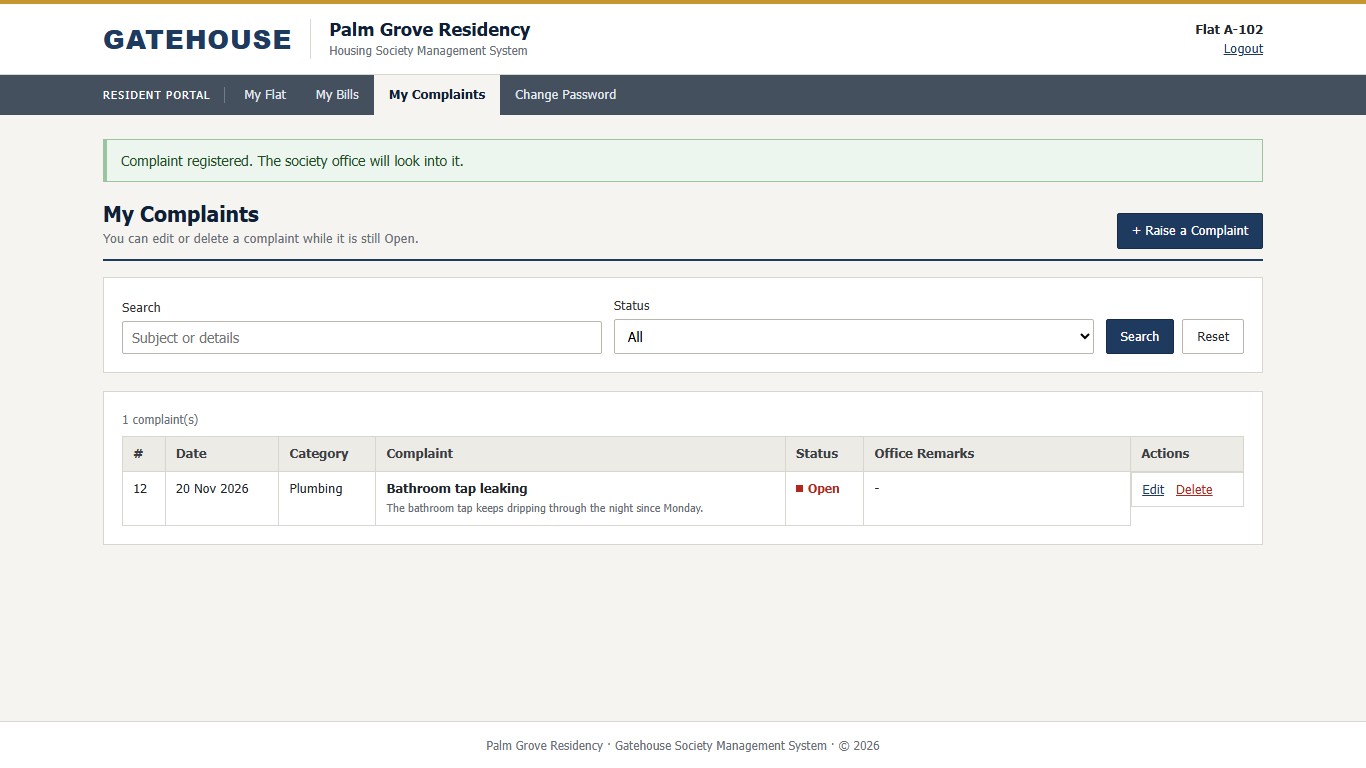 GATEHOUSE
Palm Grove Residency
Housing Society Management System
Flat A-102
Logout
RESIDENT PORTAL My Flat My Bills My Complaints Change Password
Complaint registered. The society office will look into it.
My Complaints
You can edit or delete a complaint while it is still Open.
+ Raise a Complaint
Search
Status
Subject or details
All
Search
Reset
1 complaint(s)
# Date Category Complaint Status Office Remarks Actions
12 20 Nov 2026 Plumbing Bathroom tap leaking Open - Edit Delete
The bathroom tap keeps dripping through the night since Monday.
Palm Grove Residency · Gatehouse Society Management System · © 2026